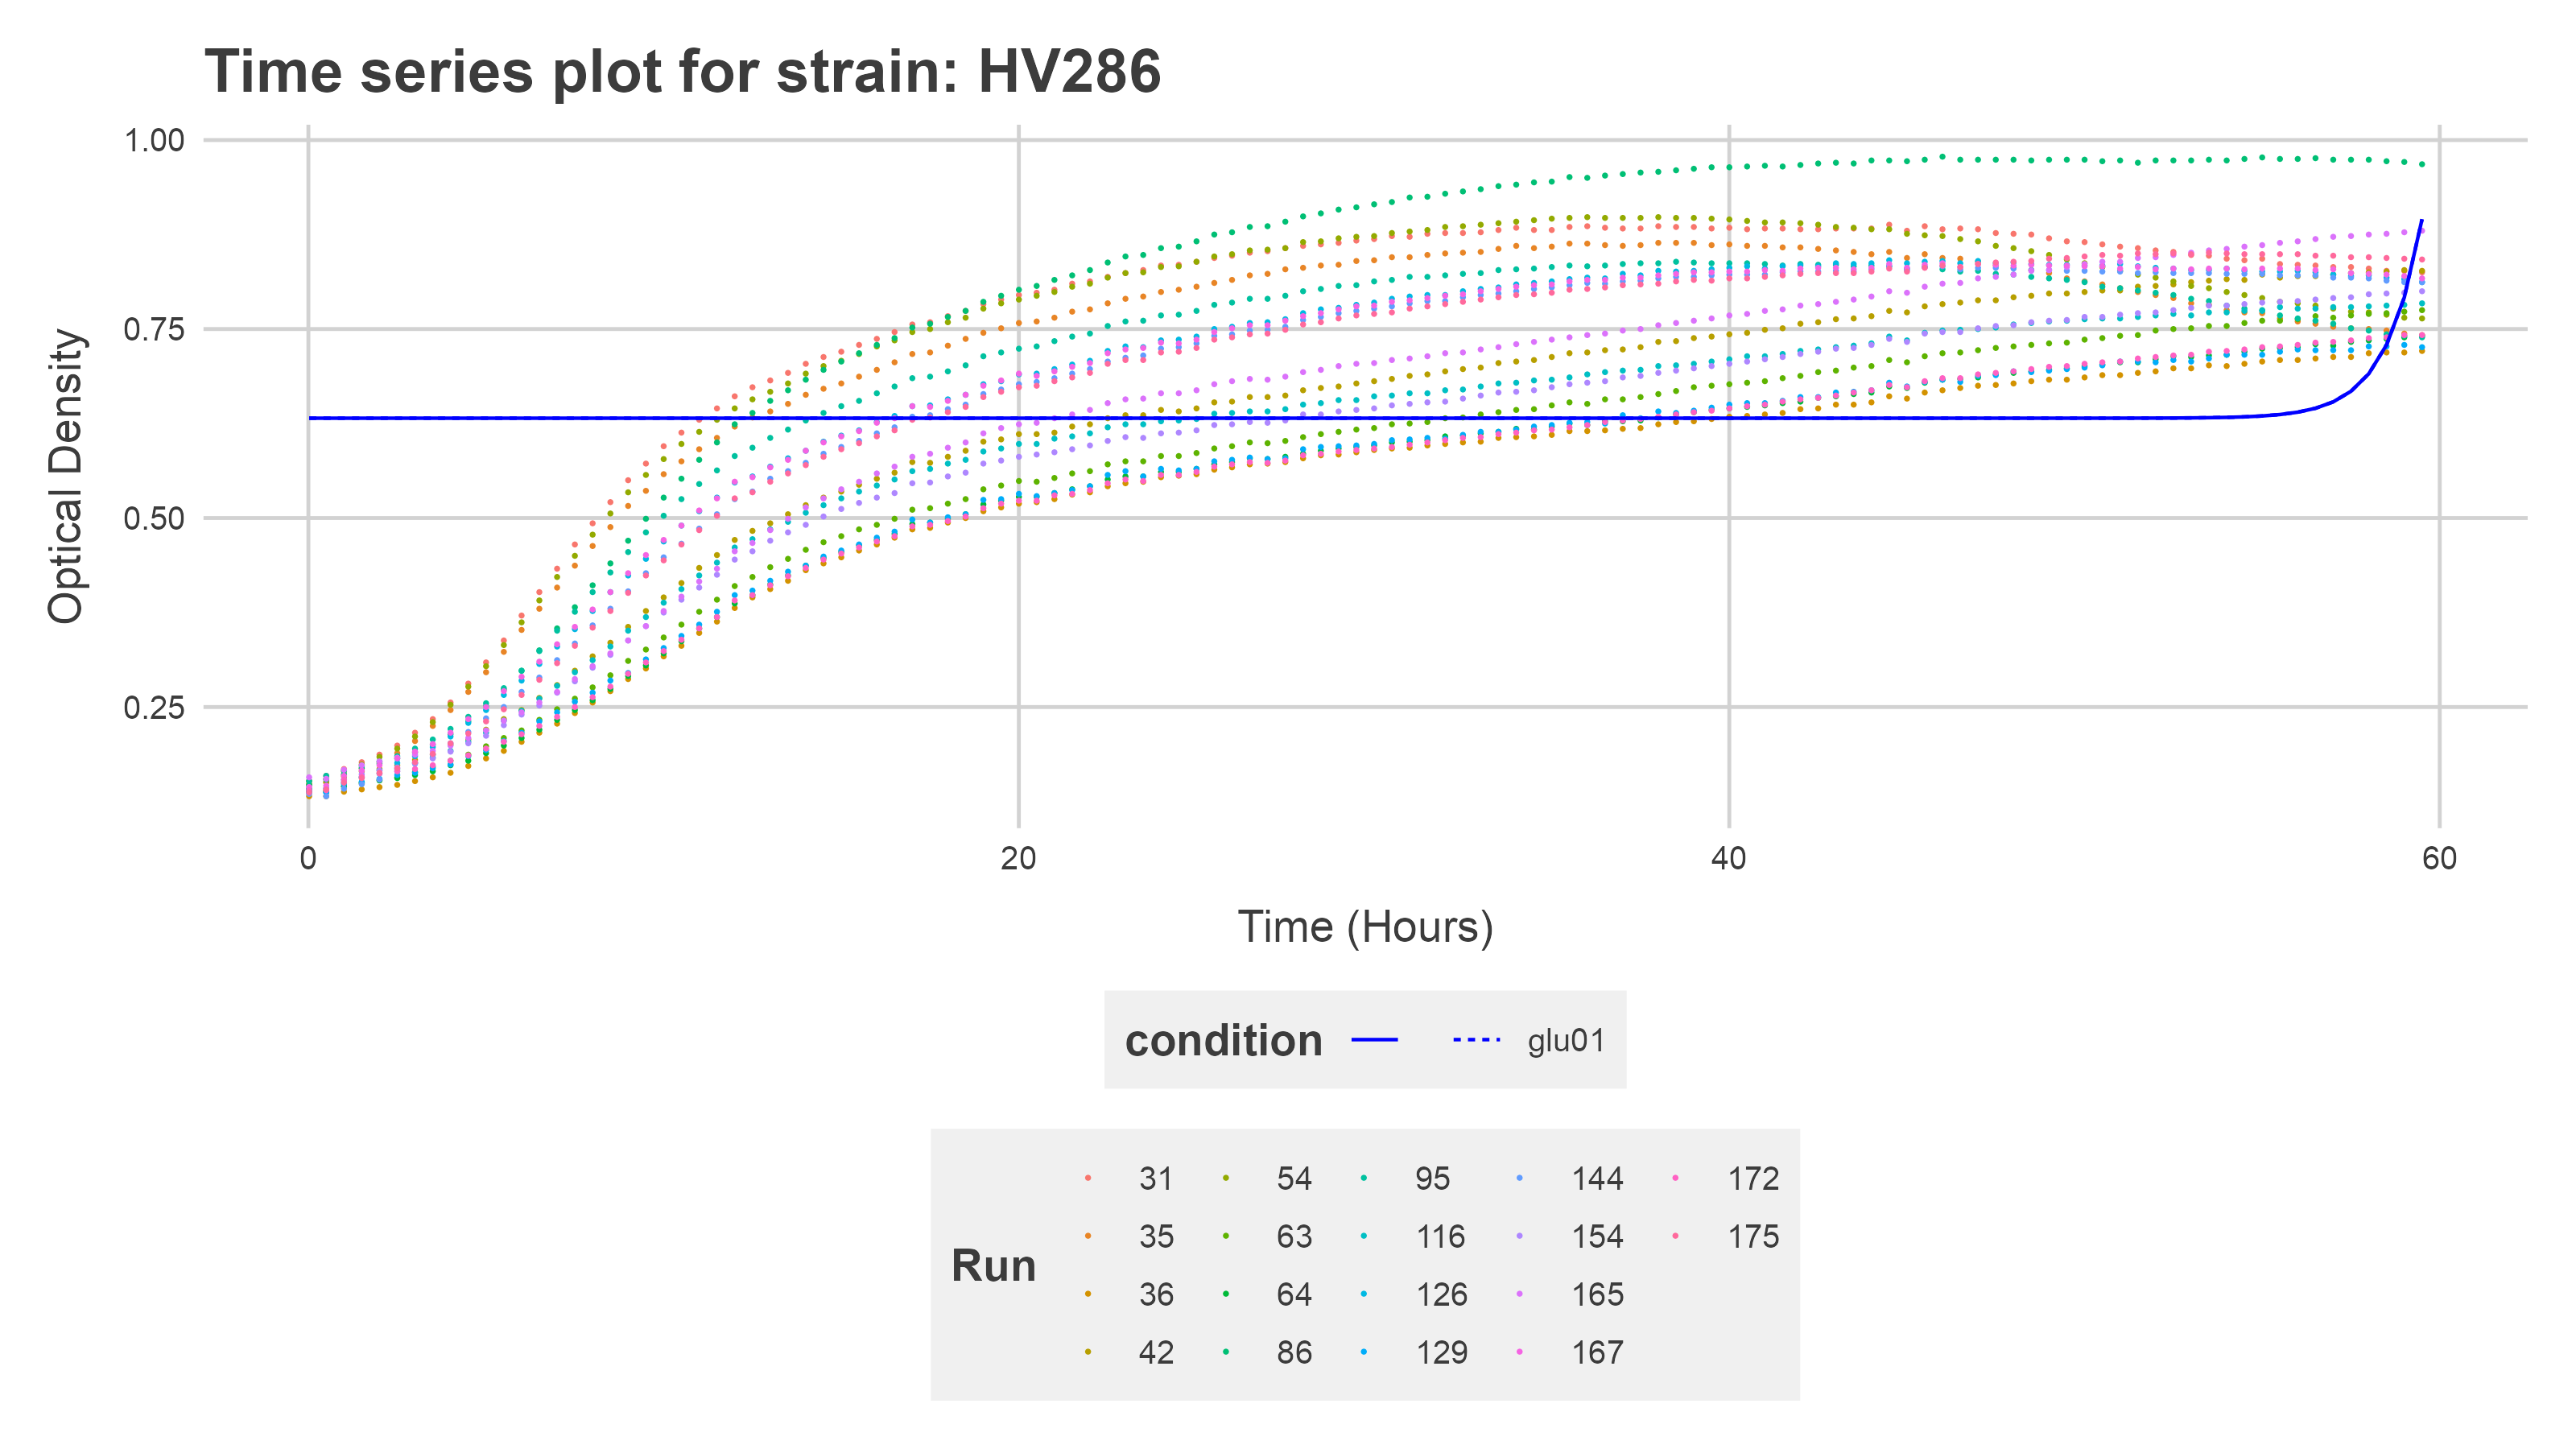 Time series plot for strain: HV286
1.00
0.75
0.50
0.25
Optical Density
0 20 40 60
Time (Hours)
condition glu01
Run
31 54 95 144 172
35 63 116 154 175
36 64 126 165
42 86 129 167